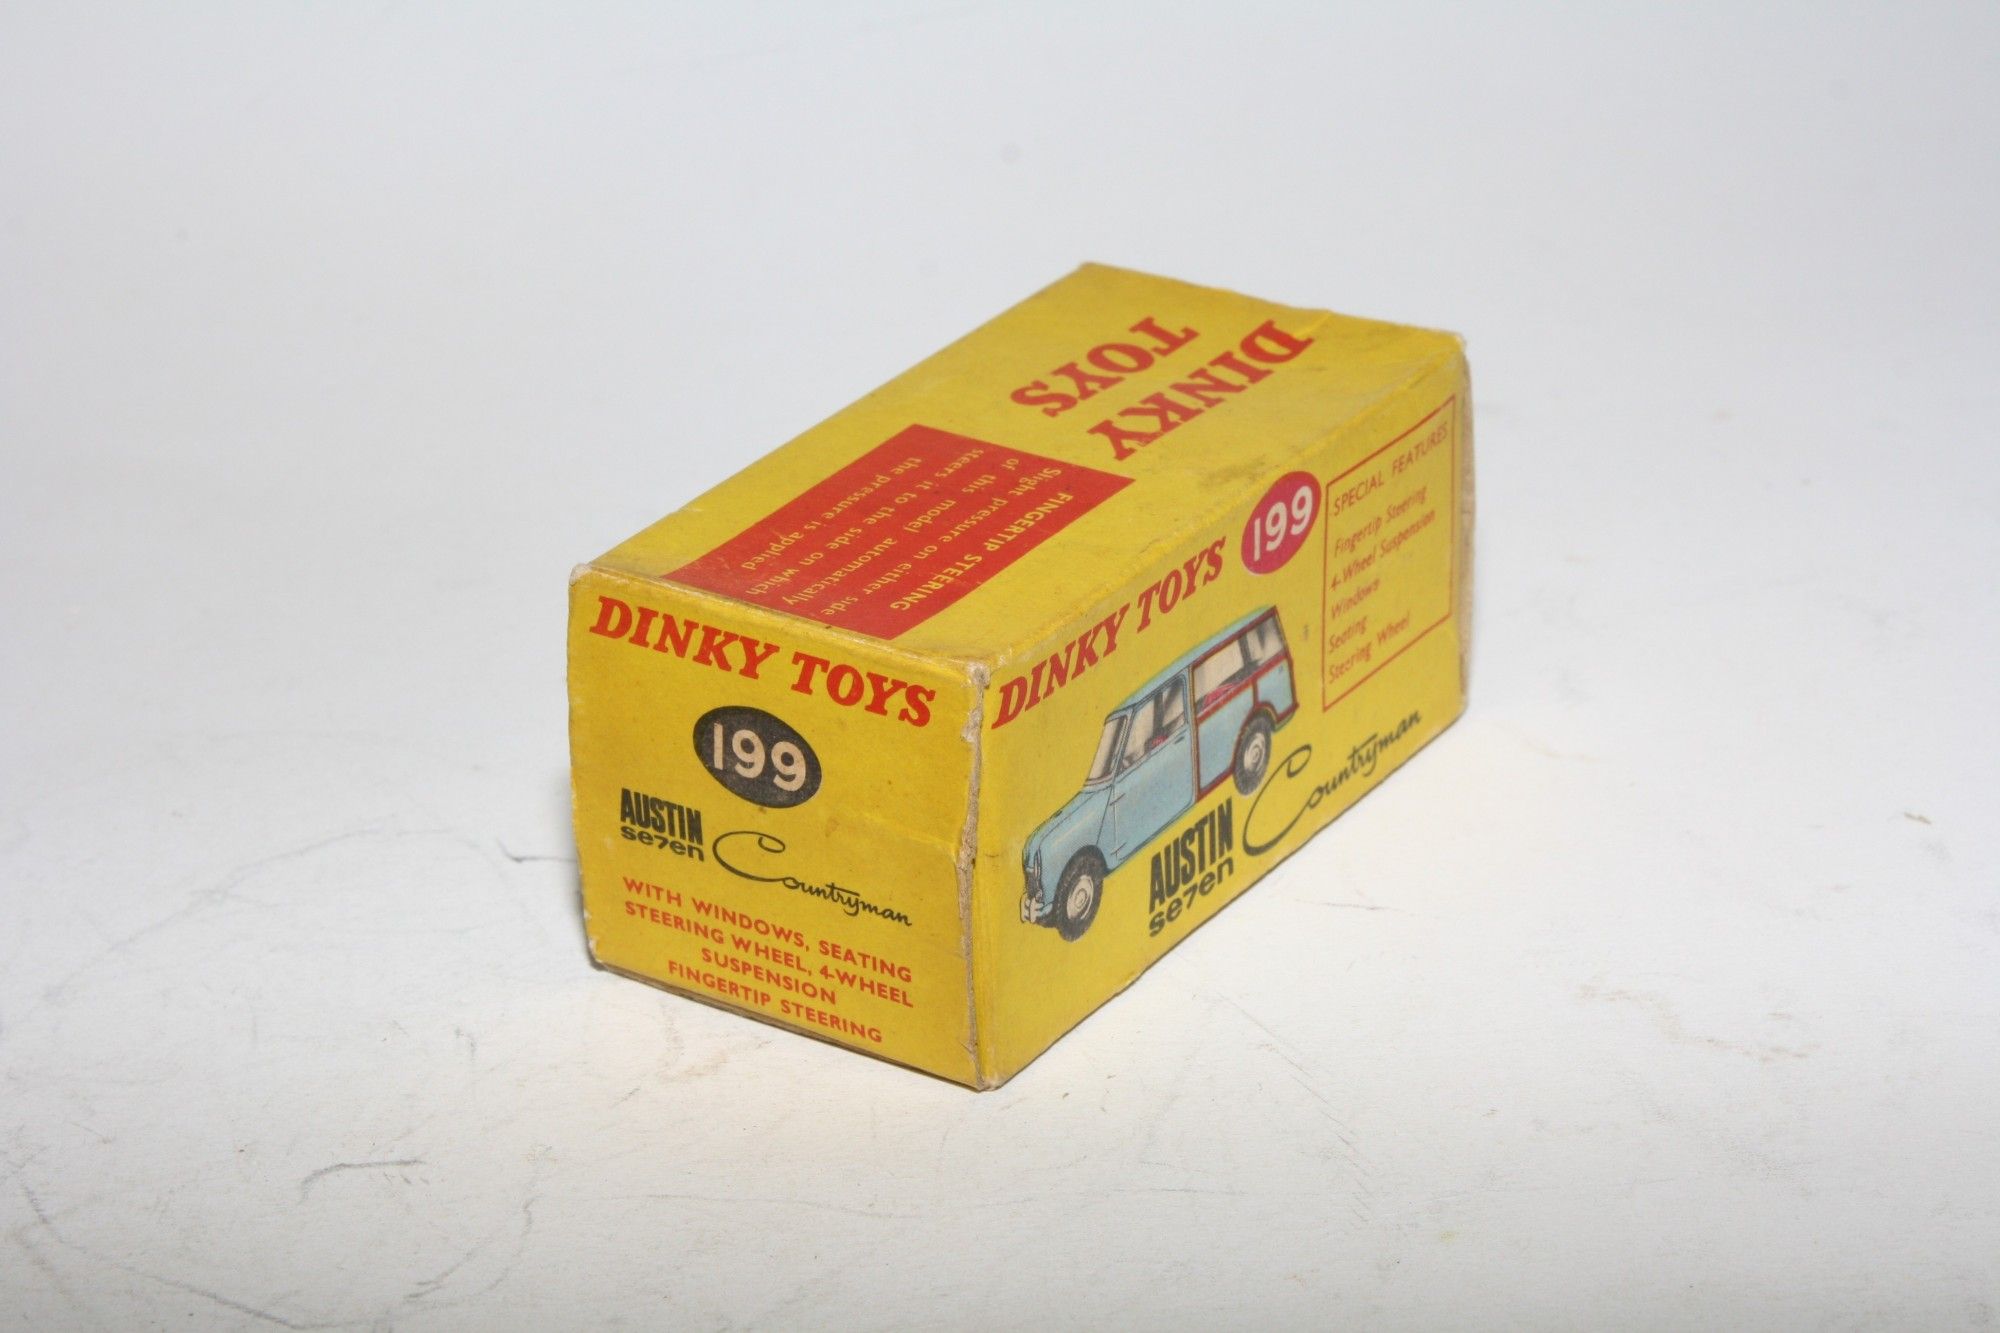 DINKY
TOYS
FINGERTIP STEERING
Slight pressure on either side
of this model automatically
steers it to the side on which
the pressure is applied
DINKY TOYS
199
AUSTIN
se7en
Countryman
WITH WINDOWS, SEATING
STEERING WHEEL, 4-WHEEL
SUSPENSION
FINGERTIP STEERING
DINKY TOYS
199
SPECIAL FEATURES
Fingertip Steering
4-Wheel Suspension
Windows
Seating
Steering Wheel
AUSTIN
se7en
Countryman